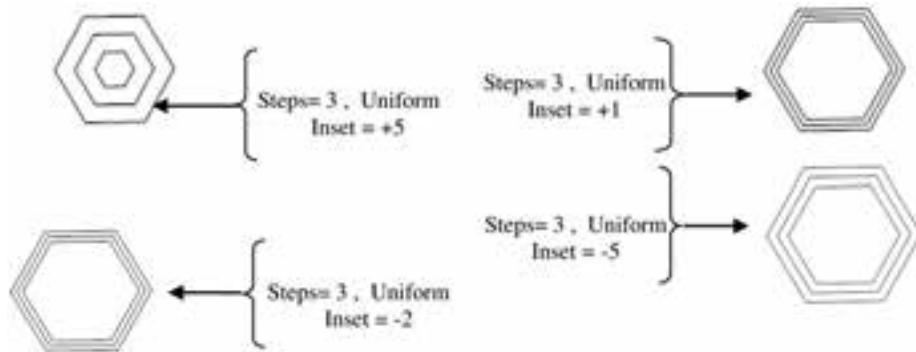 Steps= 3 , Uniform
Inset = +5
Steps= 3 , Uniform
Inset = +1
Steps= 3 , Uniform
Inset = -5
Steps= 3 , Uniform
Inset = -2